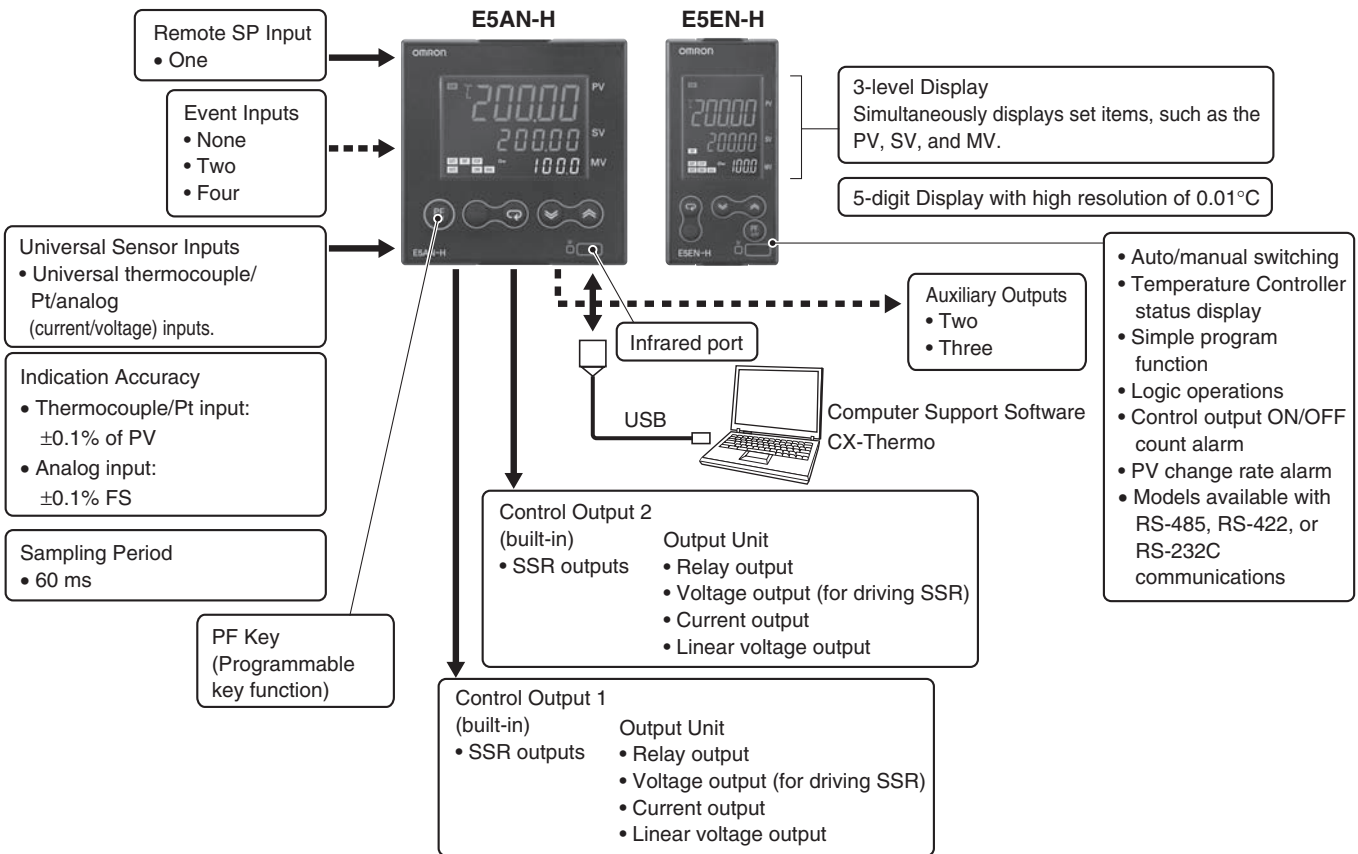 E5AN-H
E5EN-H
Remote SP Input
• One
Event Inputs
• None
• Two
• Four
Universal Sensor Inputs
• Universal thermocouple/
Pt/analog
(current/voltage) inputs.
Indication Accuracy
• Thermocouple/Pt input:
±0.1% of PV
• Analog input:
±0.1% FS
Sampling Period
• 60 ms
PF Key
(Programmable
key function)
OMRON
℃ 200.00 PV
200.00 SV
100.0 MV
PF
E5AN-H
OMRON
℃ 200.00 PV
200.00 SV
100.0 MV
PF
E5EN-H
3-level Display
Simultaneously displays set items, such as the
PV, SV, and MV.
5-digit Display with high resolution of 0.01°C
• Auto/manual switching
• Temperature Controller
status display
• Simple program
function
• Logic operations
• Control output ON/OFF
count alarm
• PV change rate alarm
• Models available with
RS-485, RS-422, or
RS-232C
communications
Auxiliary Outputs
• Two
• Three
Infrared port
USB
Computer Support Software
CX-Thermo
Control Output 2
(built-in)
• SSR outputs
Output Unit
• Relay output
• Voltage output (for driving SSR)
• Current output
• Linear voltage output
Control Output 1
(built-in)
• SSR outputs
Output Unit
• Relay output
• Voltage output (for driving SSR)
• Current output
• Linear voltage output